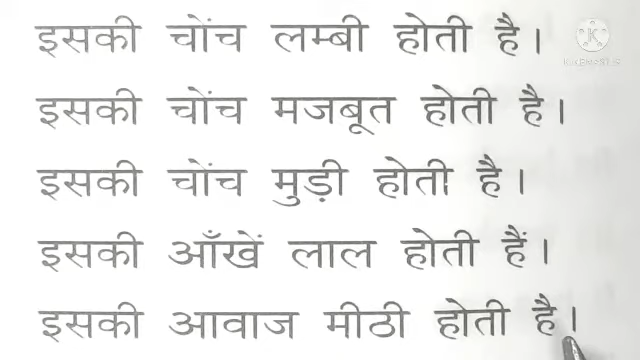 इसकी चोंच लम्बी होती है।
इसकी चोंच मजबूत होती है।
इसकी चोंच मुड़ी होती है।
इसकी आँखें लाल होती हैं।
इसकी आवाज मीठी होती है।